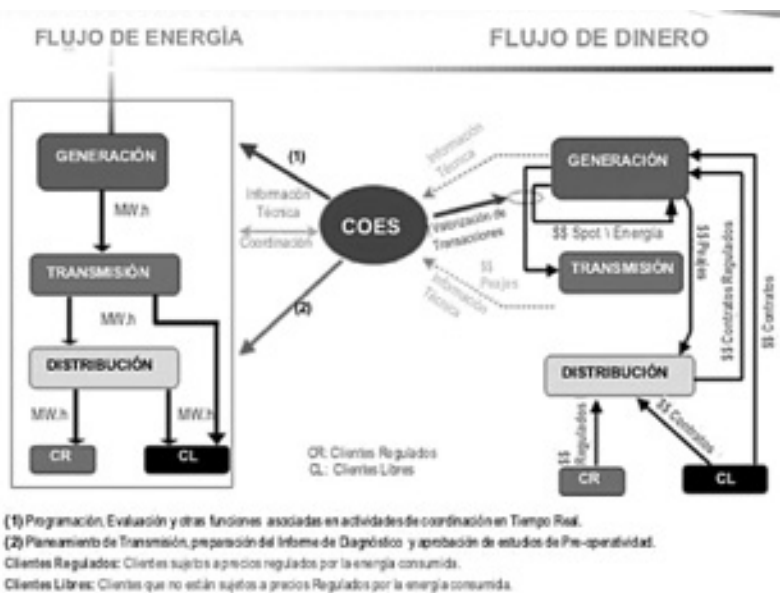 FLUJO DE ENERGÍA
FLUJO DE DINERO
GENERACIÓN
MW.h
TRANSMISIÓN
MW.h
DISTRIBUCIÓN
MW.h
MW.h
CR
CL
(1)
Información
Técnica
Coordinación
(2)
COES
Información
Técnica
Valorización de
Transacciones
$$
Peajes
Información
Técnica
GENERACIÓN
$$ Spot \ Energía
TRANSMISIÓN
$$ Peajes
$$ Contratos Regulados
$$ Contratos
DISTRIBUCIÓN
$$
Regulados
$$ Contratos
CR
CL
CR: Clientes Regulados
CL: Clientes Libres
(1) Programación, Evaluación y otras funciones asociadas en actividades de coordinación en Tiempo Real.
(2) Planeamiento de Transmisión, preparación del Informe de Diagnóstico y aprobación de estudios de Pre-operatividad.
Clientes Regulados: Clientes sujetos a precios regulados por la energía consumida.
Clientes Libres: Clientes que no están sujetos a precios Regulados por la energía consumida.